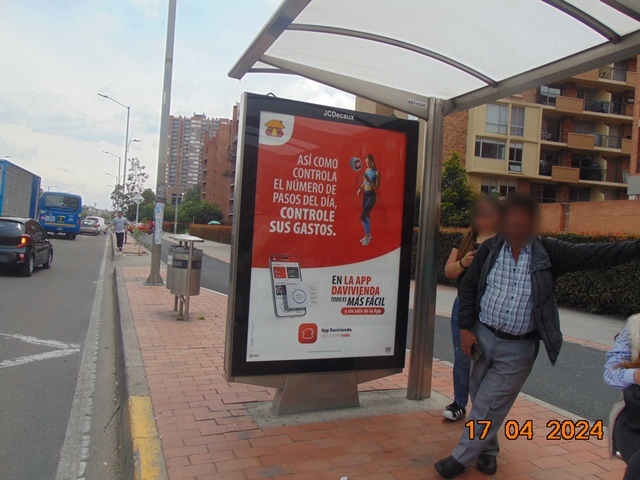 JCDecaux
ASÍ COMO
CONTROLA
EL NÚMERO DE
PASOS DEL DÍA,
CONTROLE
SUS GASTOS.
EN LA APP
DAVIVIENDA
TODO ES MÁS FÁCIL
y sin salir de la App
App Davivienda
17 04 2024